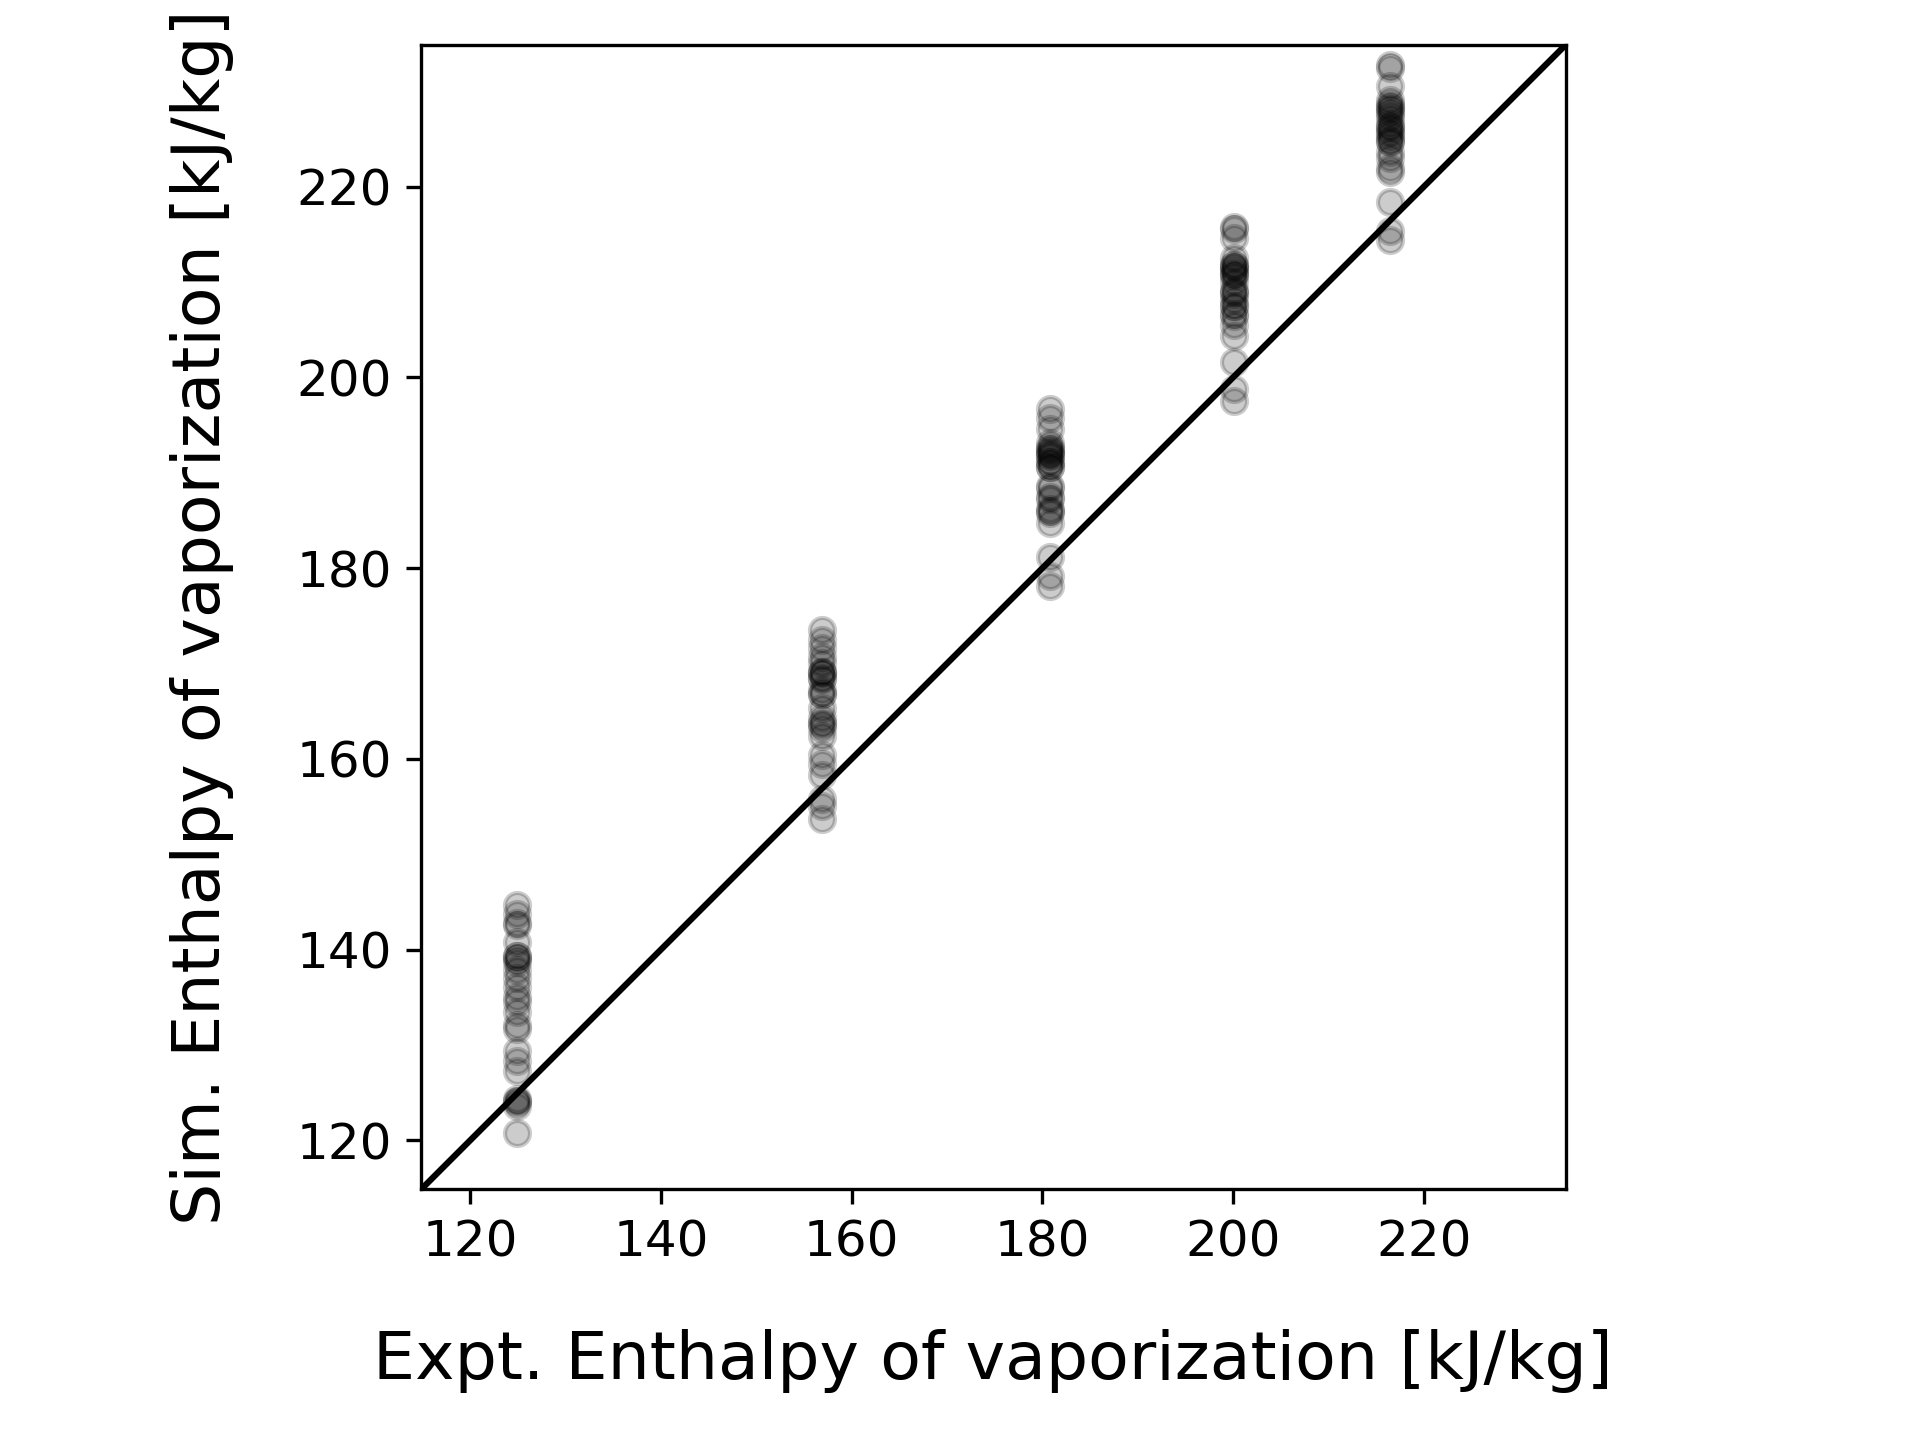 Sim. Enthalpy of vaporization [kJ/kg]
220
200
180
160
140
120
120 140 160 180 200 220
Expt. Enthalpy of vaporization [kJ/kg]